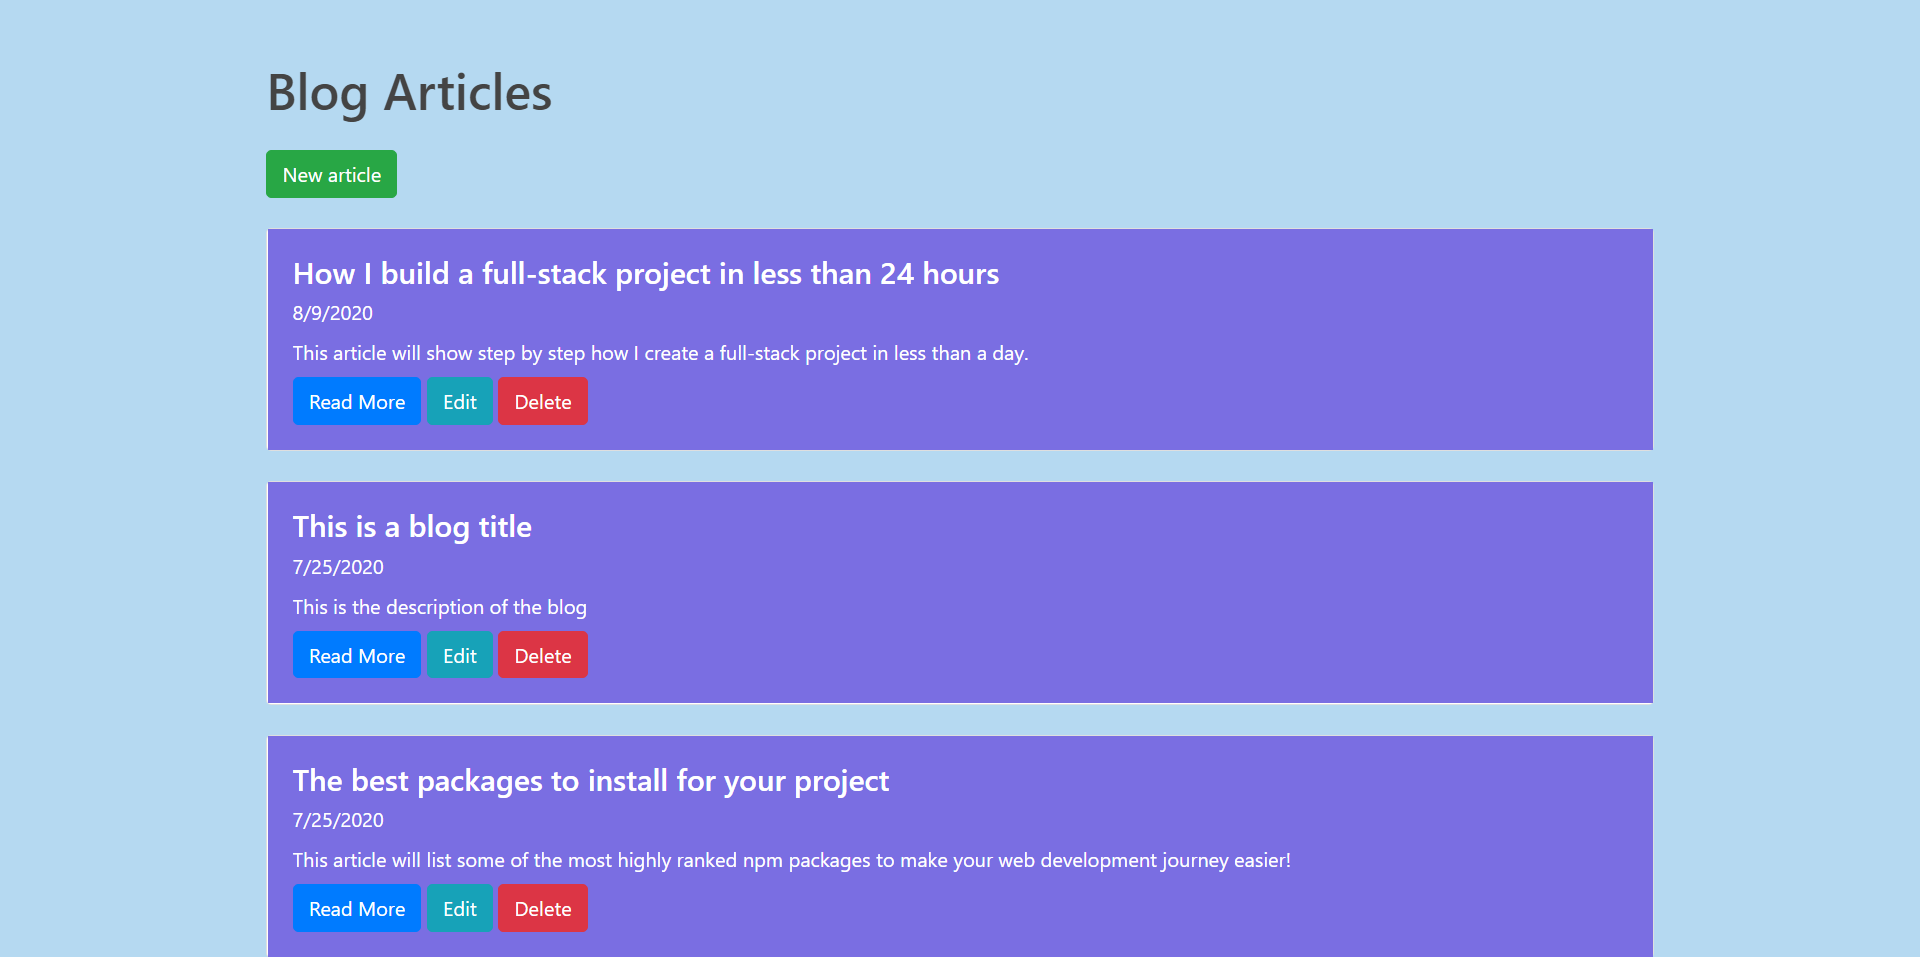 Blog Articles
New article
How I build a full-stack project in less than 24 hours
8/9/2020
This article will show step by step how I create a full-stack project in less than a day.
Read More Edit Delete
This is a blog title
7/25/2020
This is the description of the blog
Read More Edit Delete
The best packages to install for your project
7/25/2020
This article will list some of the most highly ranked npm packages to make your web development journey easier!
Read More Edit Delete